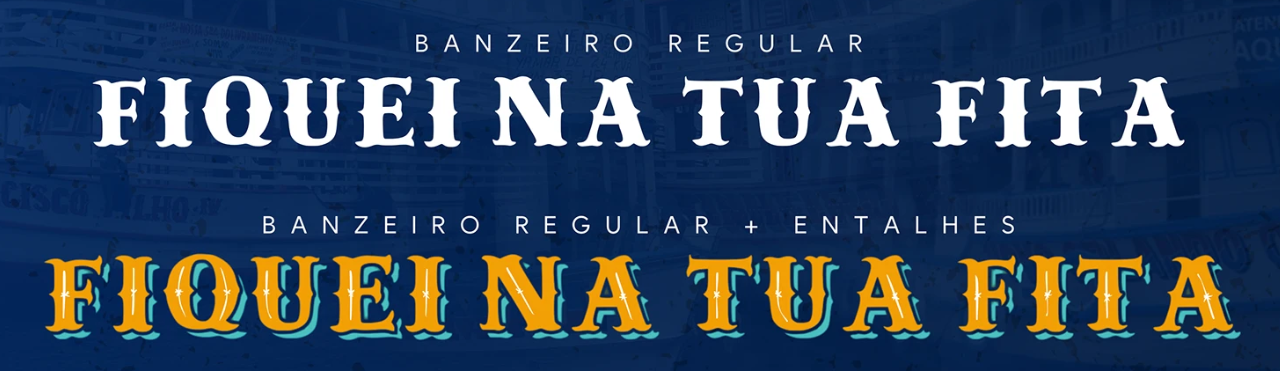 BANZEIRO REGULAR
FIQUEI NA TUA FITA
BANZEIRO REGULAR + ENTALHES
FIQUEI NA TUA FITA